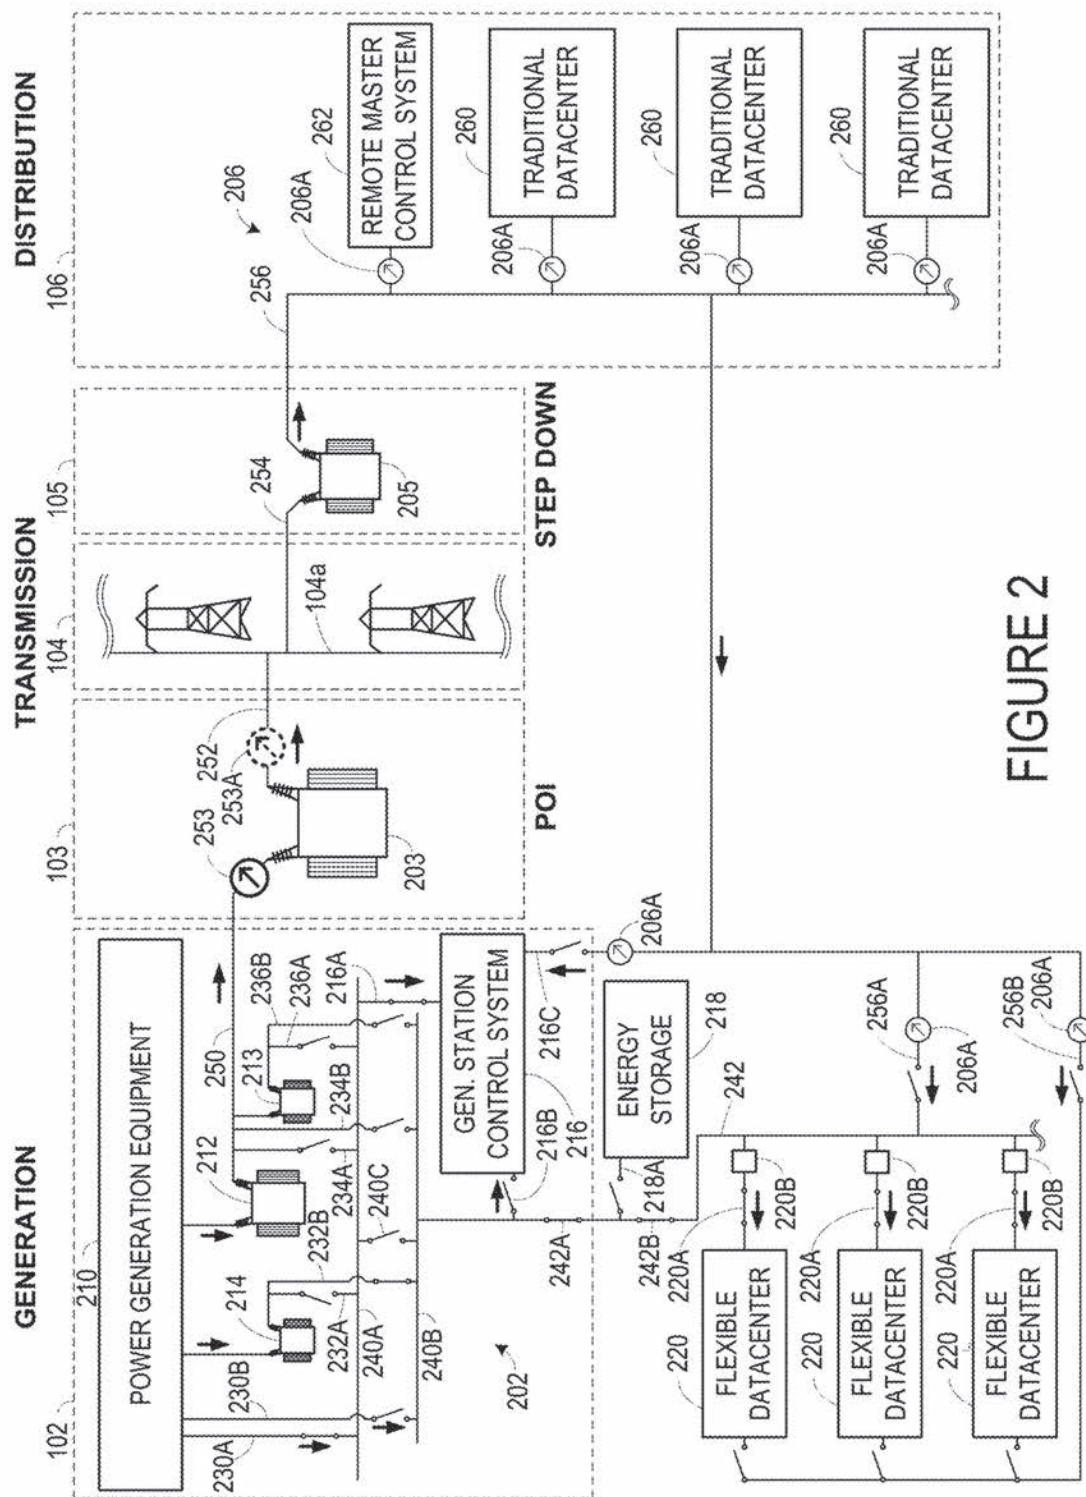 GENERATION
TRANSMISSION
DISTRIBUTION
102
210
POWER GENERATION EQUIPMENT
103
104
105
106
230A
230B
214
232B
212
250
213
236B
236A
216A
234B
234A
232A
240C
240A
240B
202
GEN. STATION
CONTROL SYSTEM
216B
216
216C
253
253A
252
203
POI
104a
254
205
STEP DOWN
256
206
206A
262
REMOTE MASTER
CONTROL SYSTEM
206A
260
TRADITIONAL
DATACENTER
206A
260
TRADITIONAL
DATACENTER
206A
260
TRADITIONAL
DATACENTER
242A
218A
ENERGY
STORAGE
218
206A
242B
242
256A
206A
256B
206A
220
FLEXIBLE
DATACENTER
220A
220B
220
FLEXIBLE
DATACENTER
220A
220B
220
FLEXIBLE
DATACENTER
220A
220B
FIGURE 2